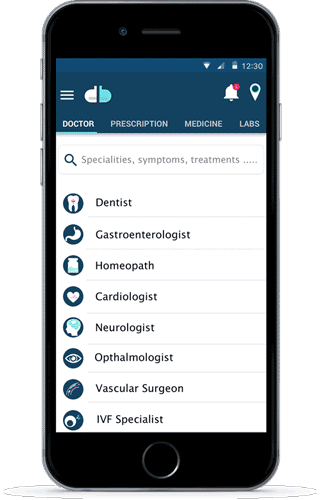 12:30
db
DOCTOR PRESCRIPTION MEDICINE LABS
Specialities, symptoms, treatments .....
Dentist
Gastroenterologist
Homeopath
Cardiologist
Neurologist
Opthalmologist
Vascular Surgeon
IVF Specialist